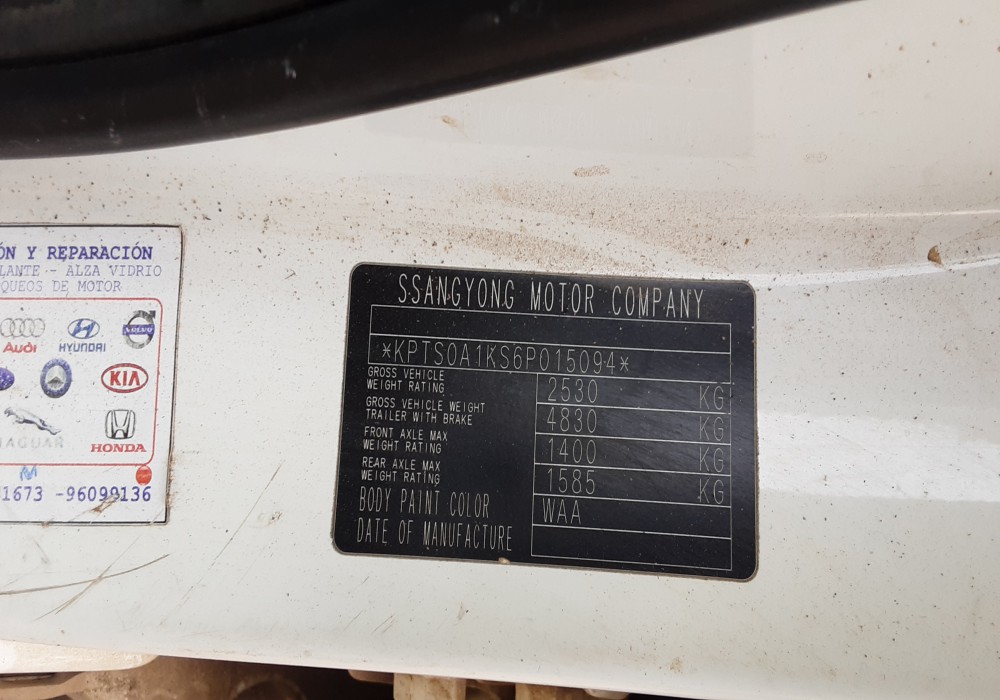 ÓN Y REPARACIÓN
LANTE - ALZA VIDRIO
QUEOS DE MOTOR
Audi
HYUNDAI
VOLVO
KIA
JAGUAR
HONDA
1673 -96099136
SSANGYONG MOTOR COMPANY
*KPTS0A1KS6P015094*
GROSS VEHICLE
WEIGHT RATING
2530 KG
GROSS VEHICLE WEIGHT
TRAILER WITH BRAKE
4830 KG
FRONT AXLE MAX
WEIGHT RATING
1400 KG
REAR AXLE MAX
WEIGHT RATING
1585 KG
BODY PAINT COLOR WAA
DATE OF MANUFACTURE